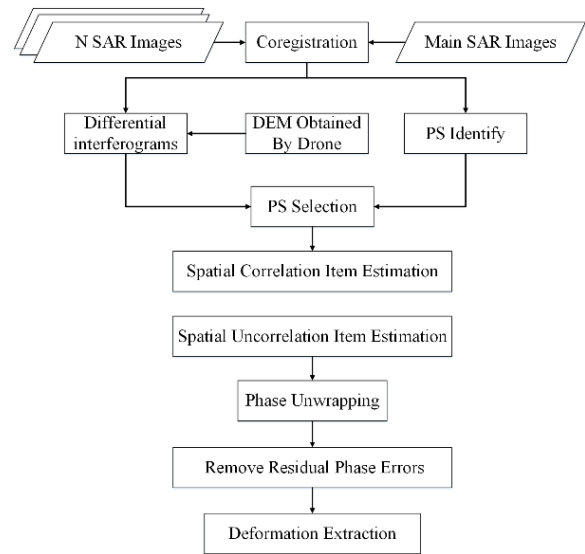 N SAR Images
Coregistration
Main SAR Images
Differential
interferograms
DEM Obtained
By Drone
PS Identify
PS Selection
Spatial Correlation Item Estimation
Spatial Uncorrelation Item Estimation
Phase Unwrapping
Remove Residual Phase Errors
Deformation Extraction